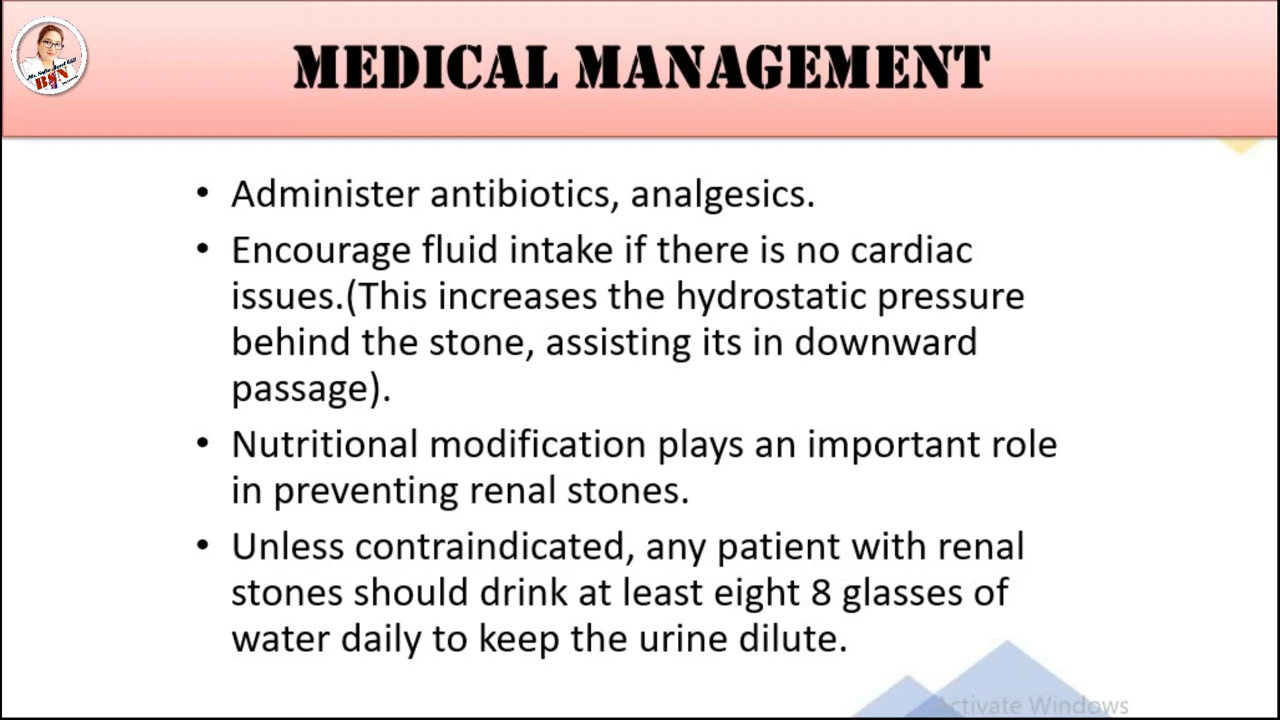 MEDICAL MANAGEMENT
• Administer antibiotics, analgesics.
• Encourage fluid intake if there is no cardiac
issues.(This increases the hydrostatic pressure
behind the stone, assisting its in downward
passage).
• Nutritional modification plays an important role
in preventing renal stones.
• Unless contraindicated, any patient with renal
stones should drink at least eight 8 glasses of
water daily to keep the urine dilute.
Activate Windows
BSN